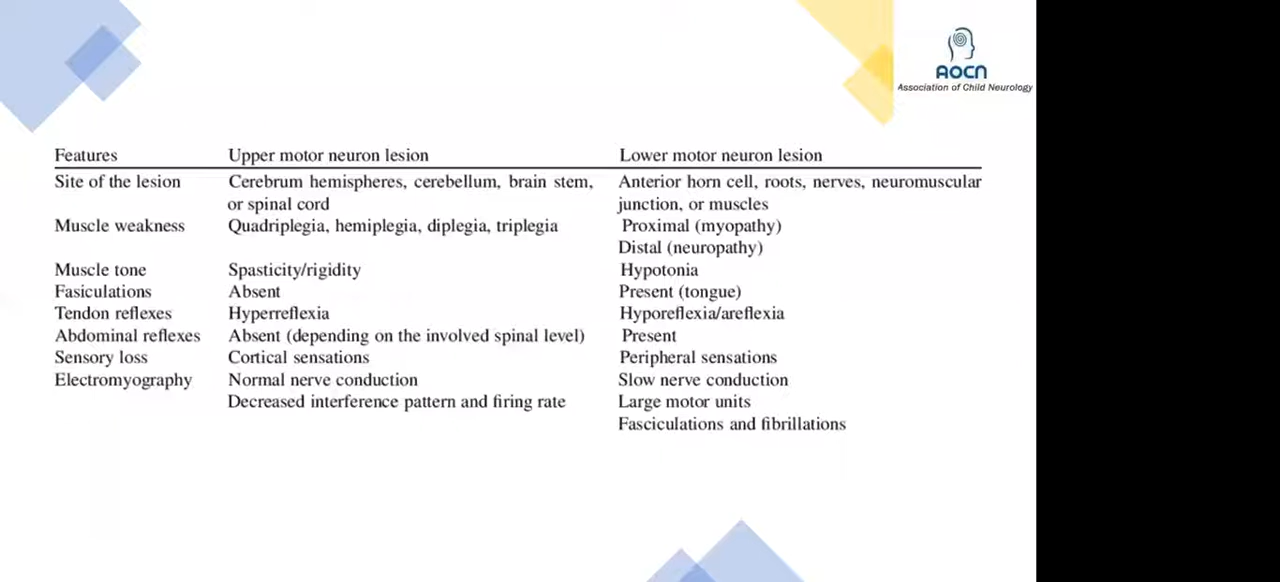 AOCN
Association of Child Neurology
Features Upper motor neuron lesion Lower motor neuron lesion
Site of the lesion Cerebrum hemispheres, cerebellum, brain stem, Anterior horn cell, roots, nerves, neuromuscular
or spinal cord junction, or muscles
Muscle weakness Quadriplegia, hemiplegia, diplegia, triplegia Proximal (myopathy)
Distal (neuropathy)
Muscle tone Spasticity/rigidity Hypotonia
Fasiculations Absent Present (tongue)
Tendon reflexes Hyperreflexia Hyporeflexia/areflexia
Abdominal reflexes Absent (depending on the involved spinal level) Present
Sensory loss Cortical sensations Peripheral sensations
Electromyography Normal nerve conduction Slow nerve conduction
Decreased interference pattern and firing rate Large motor units
Fasciculations and fibrillations